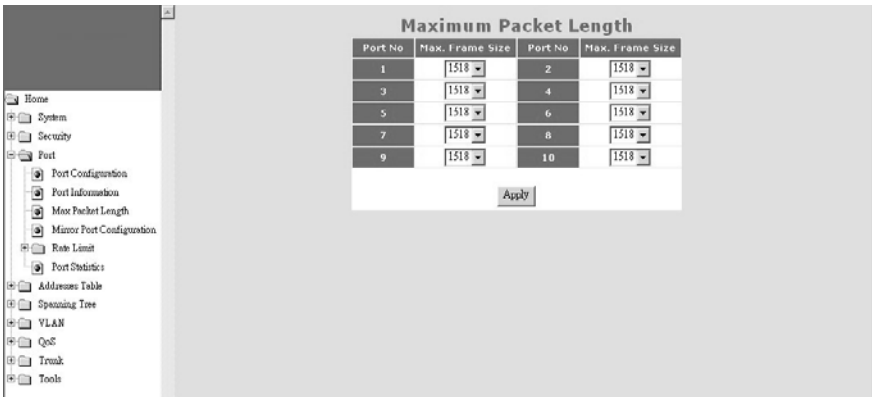 Maximum Packet Length
Port No Max. Frame Size Port No Max. Frame Size
1 1518 2 1518
3 1518 4 1518
5 1518 6 1518
7 1518 8 1518
9 1518 10 1518
Apply
Home
System
Security
Port
Port Configuration
Port Information
Max Packet Length
Mirror Port Configuration
Rate Limit
Port Statistics
Addresses Table
Spanning Tree
VLAN
QoS
Trunk
Tools